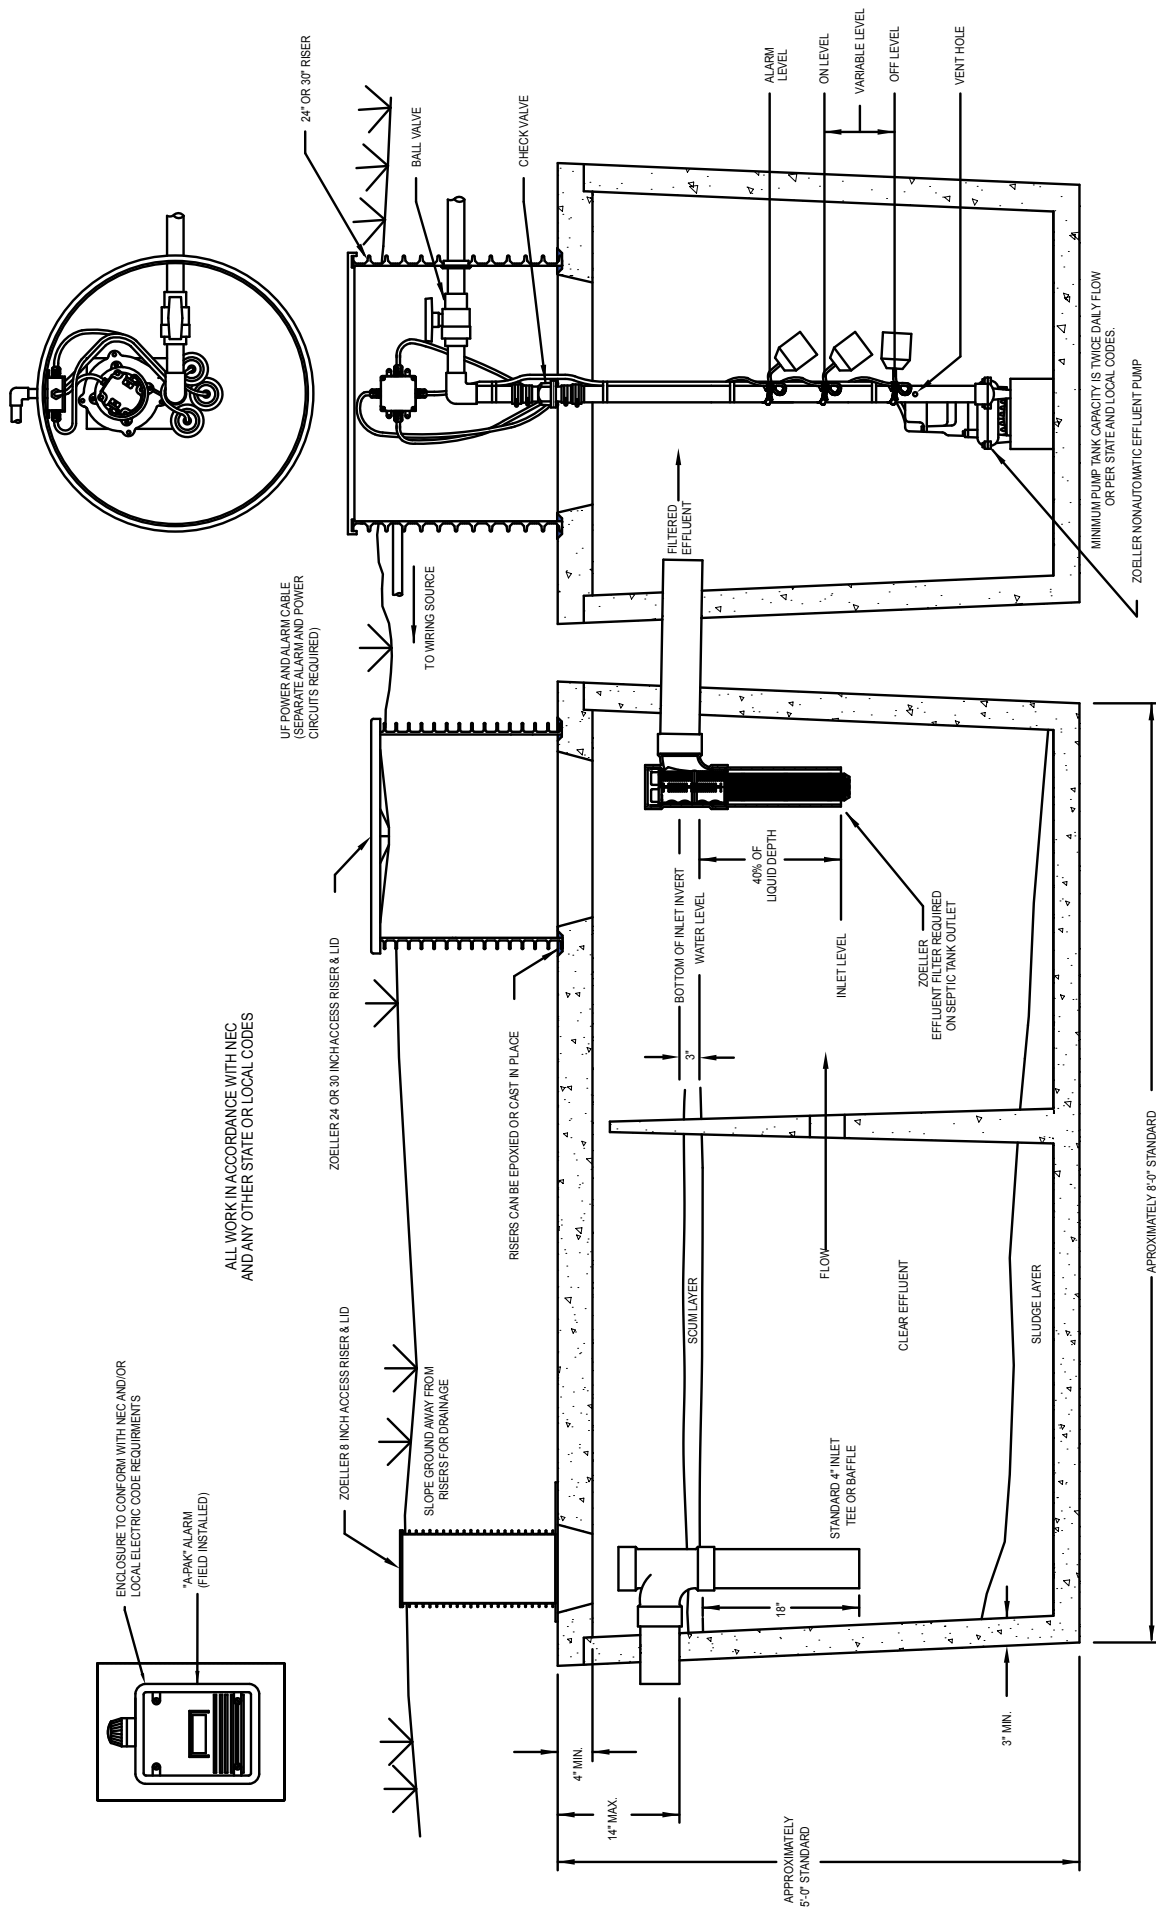 ENCLOSURE TO CONFORM WITH NEC AND/OR
LOCAL ELECTRIC CODE REQUIRMENTS
"A-PAK" ALARM
(FIELD INSTALLED)
ALL WORK IN ACCORDANCE WITH NEC
AND ANY OTHER STATE OR LOCAL CODES
UF POWER AND ALARM CABLE
(SEPARATE ALARM AND POWER
CIRCUITS REQUIRED)
24" OR 30" RISER
ZOELLER 8 INCH ACCESS RISER & LID
ZOELLER 24 OR 30 INCH ACCESS RISER & LID
SLOPE GROUND AWAY FROM
RISERS FOR DRAINAGE
TO WIRING SOURCE
BALL VALVE
RISERS CAN BE EPOXIED OR CAST IN PLACE
CHECK VALVE
4" MIN.
14" MAX.
FILTERED
EFFLUENT
SCUM LAYER
3"
BOTTOM OF INLET INVERT
WATER LEVEL
40% OF
LIQUID DEPTH
ALARM
LEVEL
ON LEVEL
VARIABLE LEVEL
OFF LEVEL
VENT HOLE
18"
STANDARD 4" INLET
TEE OR BAFFLE
FLOW
INLET LEVEL
CLEAR EFFLUENT
ZOELLER
EFFLUENT FILTER REQUIRED
ON SEPTIC TANK OUTLET
APPROXIMATELY
5'-0" STANDARD
3" MIN.
SLUDGE LAYER
MINIMUM PUMP TANK CAPACITY IS TWICE DAILY FLOW
OR PER STATE AND LOCAL CODES.
ZOELLER NONAUTOMATIC EFFLUENT PUMP
APROXIMATELY 8'-0" STANDARD